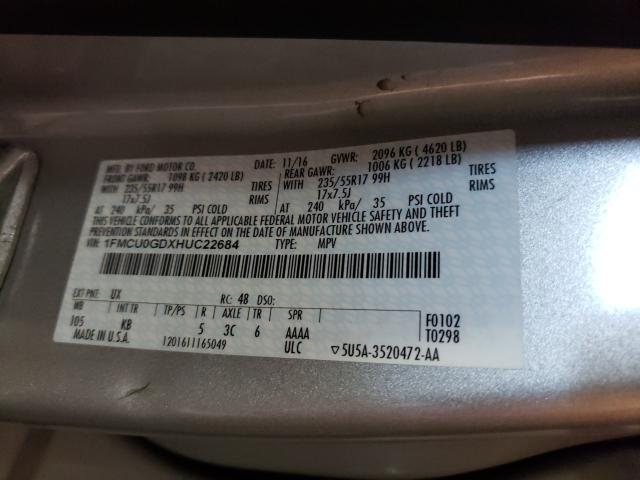 MFD. BY FORD MOTOR CO.
DATE: 11/16 GVWR: 2096 KG ( 4620 LB)
FRONT GAWR: 1098 KG ( 2420 LB)
REAR GAWR: 1006 KG ( 2218 LB)
WITH 235/55R17 99H TIRES
WITH 235/55R17 99H TIRES
17x7.5J RIMS
17x7.5J RIMS
AT 240 kPa/ 35 PSI COLD
AT 240 kPa/ 35 PSI COLD
THIS VEHICLE CONFORMS TO ALL APPLICABLE FEDERAL MOTOR VEHICLE SAFETY AND THEFT
PREVENTION STANDARDS IN EFFECT ON THE DATE OF MANUFACTURE SHOWN ABOVE.
VIN: 1FMCU0GDXHUC22684 TYPE: MPV
EXT PNT: UX RC: 48 DSO:
WB INT TR TP/PS R AXLE TR SPR
105 KB 5 3C 6 AAAA
F0102
T0298
MADE IN U.S.A. 1201611165049 ULC ▽5U5A-3520472-AA